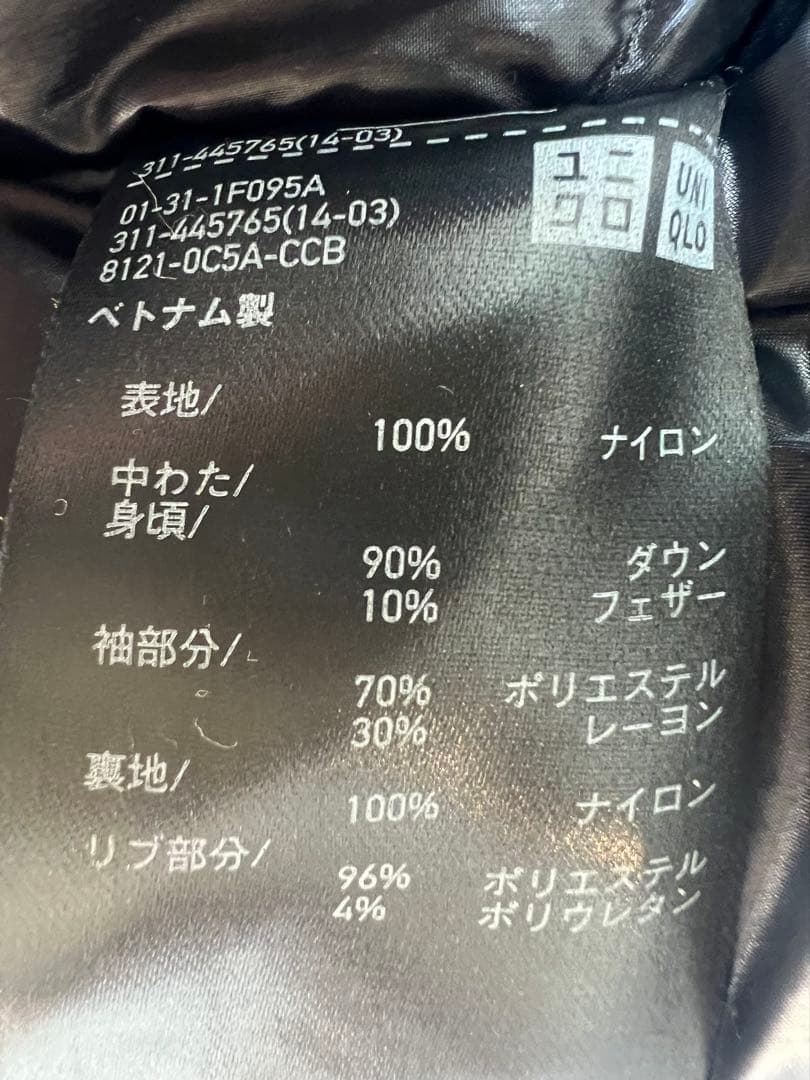 311-445765(14-03)
ユニ
クロ
UNI
QLO
01-31-1F095A
311-445765(14-03)
8121-0C5A-CCB
ベトナム製
表地/
100% ナイロン
中わた/
身頃/
90% ダウン
10% フェザー
袖部分/
70% ポリエステル
30% レーヨン
裏地/
100% ナイロン
リブ部分/
96% ポリエステル
4% ポリウレタン